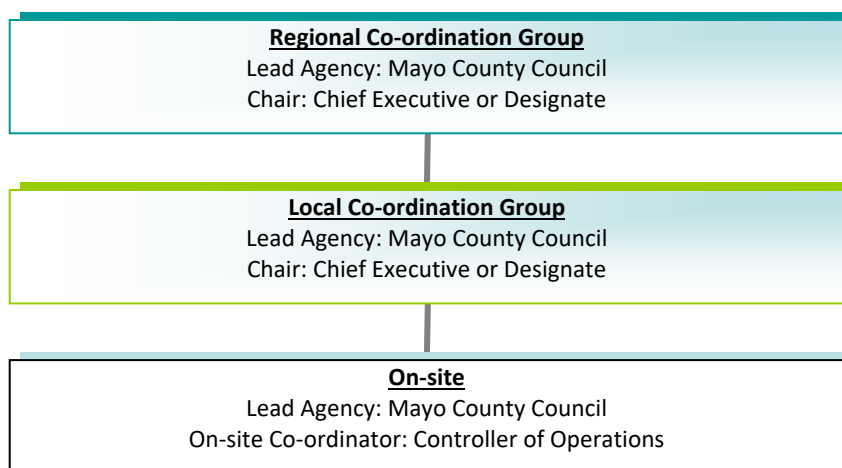 Regional Co-ordination Group
Lead Agency: Mayo County Council
Chair: Chief Executive or Designate
Local Co-ordination Group
Lead Agency: Mayo County Council
Chair: Chief Executive or Designate
On-site
Lead Agency: Mayo County Council
On-site Co-ordinator: Controller of Operations